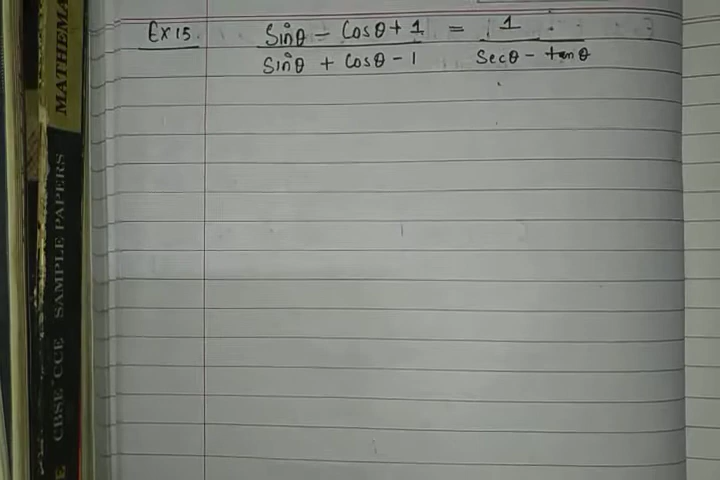 Ex 15. Sinθ - Cosθ + 1 = 1
Sinθ + Cosθ - 1 Secθ - tanθ
MATHEMA
CBSE CCE SAMPLE PAPERS